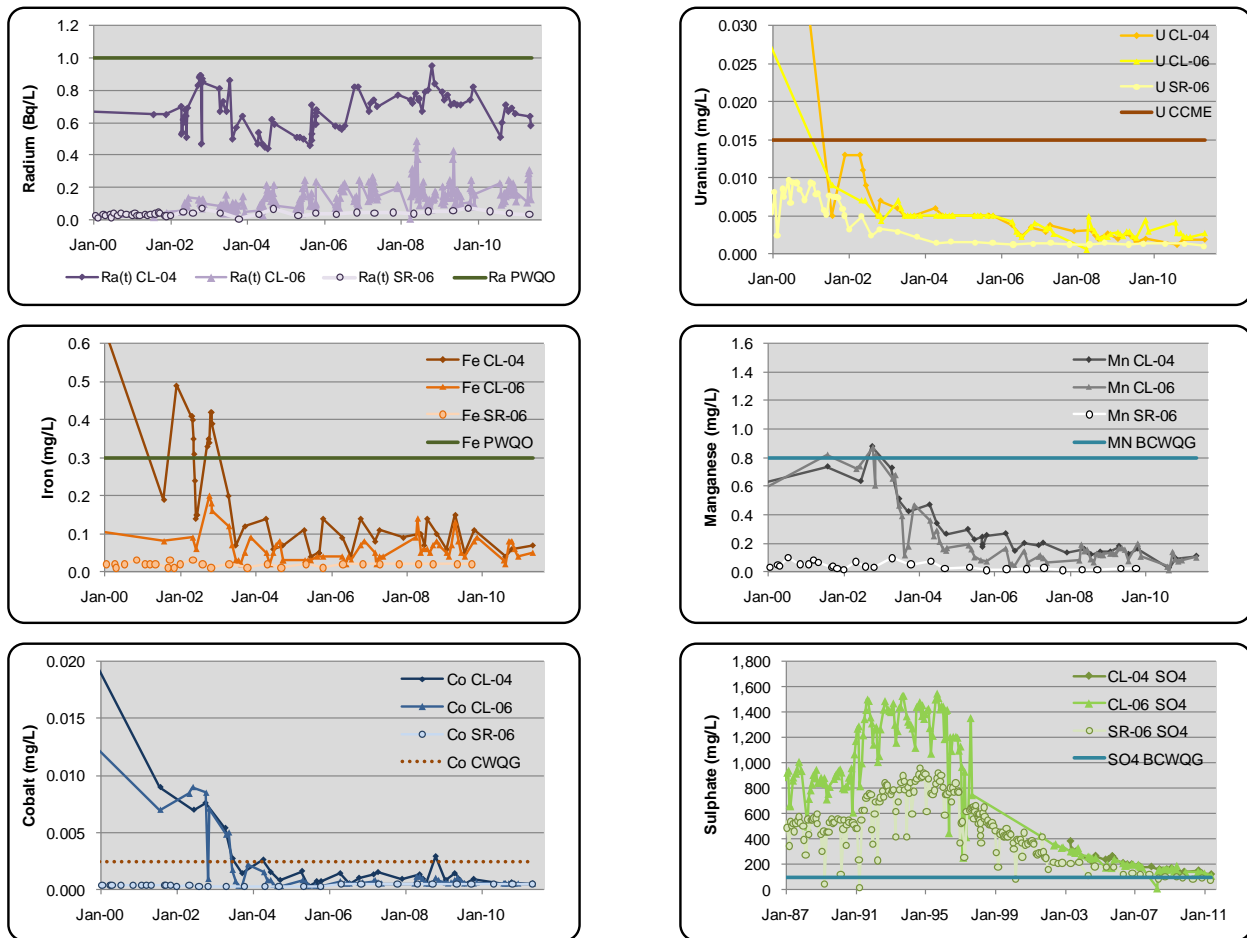 Radium (Bq/L)
1.2
1.0
0.8
0.6
0.4
0.2
0.0
Jan-00 Jan-02 Jan-04 Jan-06 Jan-08 Jan-10
Ra(t) CL-04 Ra(t) CL-06 Ra(t) SR-06 Ra PWQO
Uranium (mg/L)
0.030
0.025
0.020
0.015
0.010
0.005
0.000
Jan-00 Jan-02 Jan-04 Jan-06 Jan-08 Jan-10
U CL-04
U CL-06
U SR-06
U CCME
Iron (mg/L)
0.6
0.5
0.4
0.3
0.2
0.1
0.0
Jan-00 Jan-02 Jan-04 Jan-06 Jan-08 Jan-10
Fe CL-04
Fe CL-06
Fe SR-06
Fe PWQO
Manganese (mg/L)
1.6
1.4
1.2
1.0
0.8
0.6
0.4
0.2
0.0
Jan-00 Jan-02 Jan-04 Jan-06 Jan-08 Jan-10
Mn CL-04
Mn CL-06
Mn SR-06
MN BCWQG
Cobalt (mg/L)
0.020
0.015
0.010
0.005
0.000
Jan-00 Jan-02 Jan-04 Jan-06 Jan-08 Jan-10
Co CL-04
Co CL-06
Co SR-06
Co CWQG
Sulphate (mg/L)
1,800
1,600
1,400
1,200
1,000
800
600
400
200
0
Jan-87 Jan-91 Jan-95 Jan-99 Jan-03 Jan-07 Jan-11
CL-04 SO4
CL-06 SO4
SR-06 SO4
SO4 BCWQG